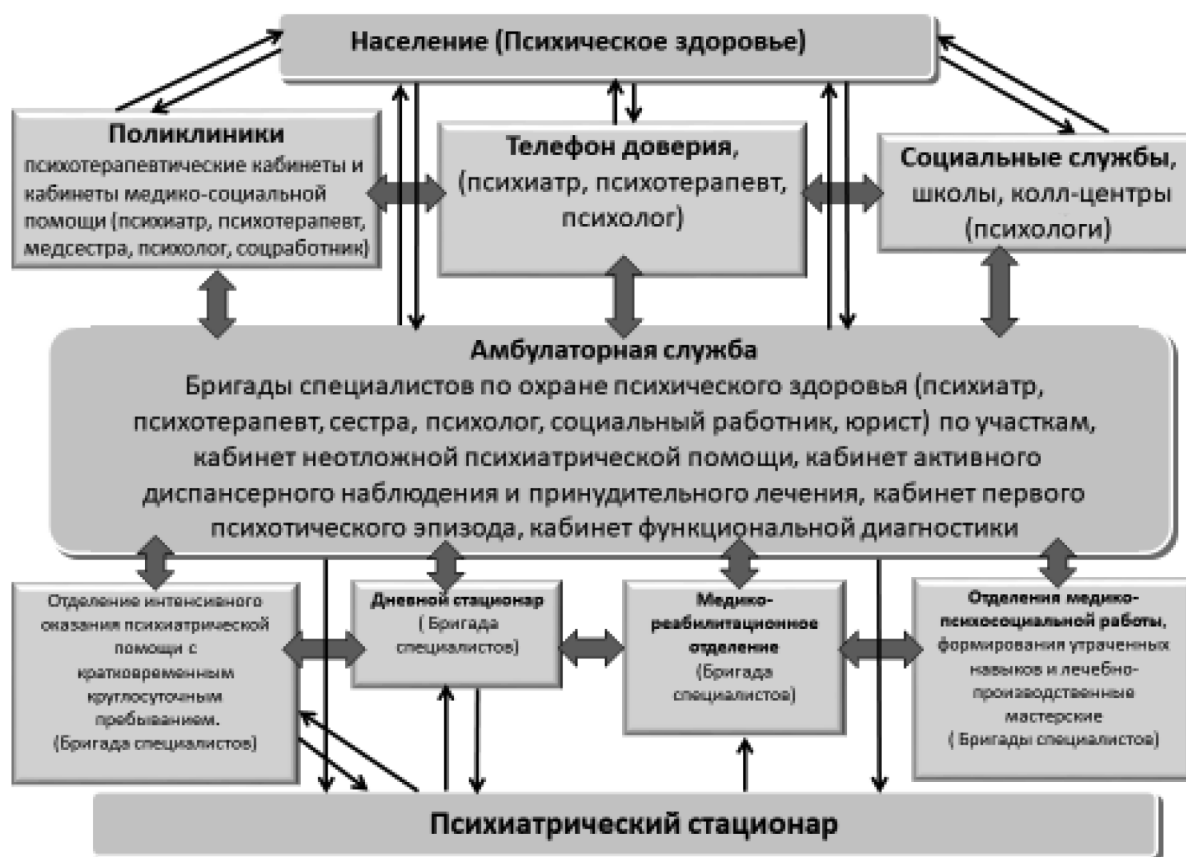 Население (Психическое здоровье)
Поликлиники
психотерапевтические кабинеты и
кабинеты медико-социальной
помощи (психиатр, психотерапевт,
медсестра, психолог, соцработник)
Телефон доверия,
(психиатр, психотерапевт,
психолог)
Социальные службы,
школы, колл-центры
(психологи)
Амбулаторная служба
Бригады специалистов по охране психического здоровья (психиатр,
психотерапевт, сестра, психолог, социальный работник, юрист) по участкам,
кабинет неотложной психиатрической помощи, кабинет активного
диспансерного наблюдения и принудительного лечения, кабинет первого
психотического эпизода, кабинет функциональной диагностики
Отделение интенсивного
оказания психиатрической
помощи с
кратковременным
круглосуточным
пребыванием.
(Бригада специалистов)
Дневной стационар
( Бригада
специалистов)
Медико-
реабилитационное
отделение
(Бригада
специалистов)
Отделения медико-
психосоциальной работы,
формирования утраченных
навыков и лечебно-
производственные
мастерские
( Бригады специалистов)
Психиатрический стационар